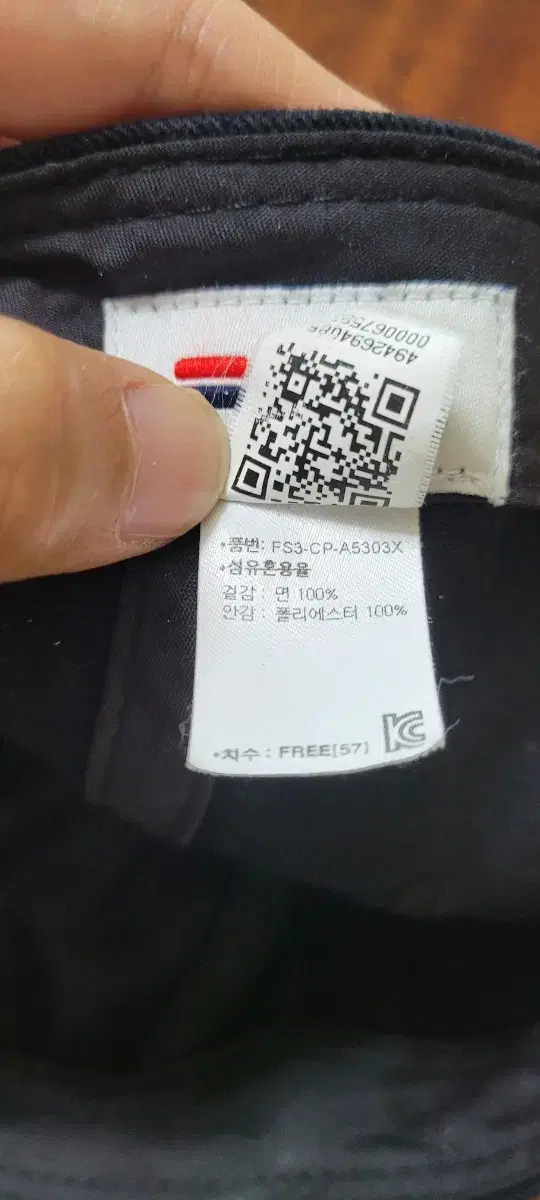 •품번: FS3-CP-A5303X
•섬유혼용율
겉감 : 면 100%
안감 : 폴리에스터 100%
•치수 : FREE[57]